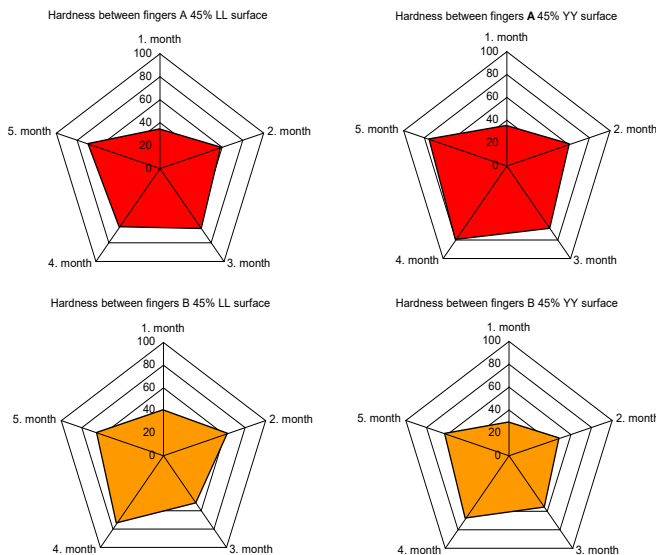 Hardness between fingers A 45% LL surface
1. month
100
80
60
40
20
0
5. month
2. month
4. month
3. month
Hardness between fingers A 45% YY surface
1. month
100
80
60
40
20
0
5. month
2. month
4. month
3. month
Hardness between fingers B 45% LL surface
1. month
100
80
60
40
20
0
5. month
2. month
4. month
3. month
Hardness between fingers B 45% YY surface
1. month
100
80
60
40
20
0
5. month
2. month
4. month
3. month